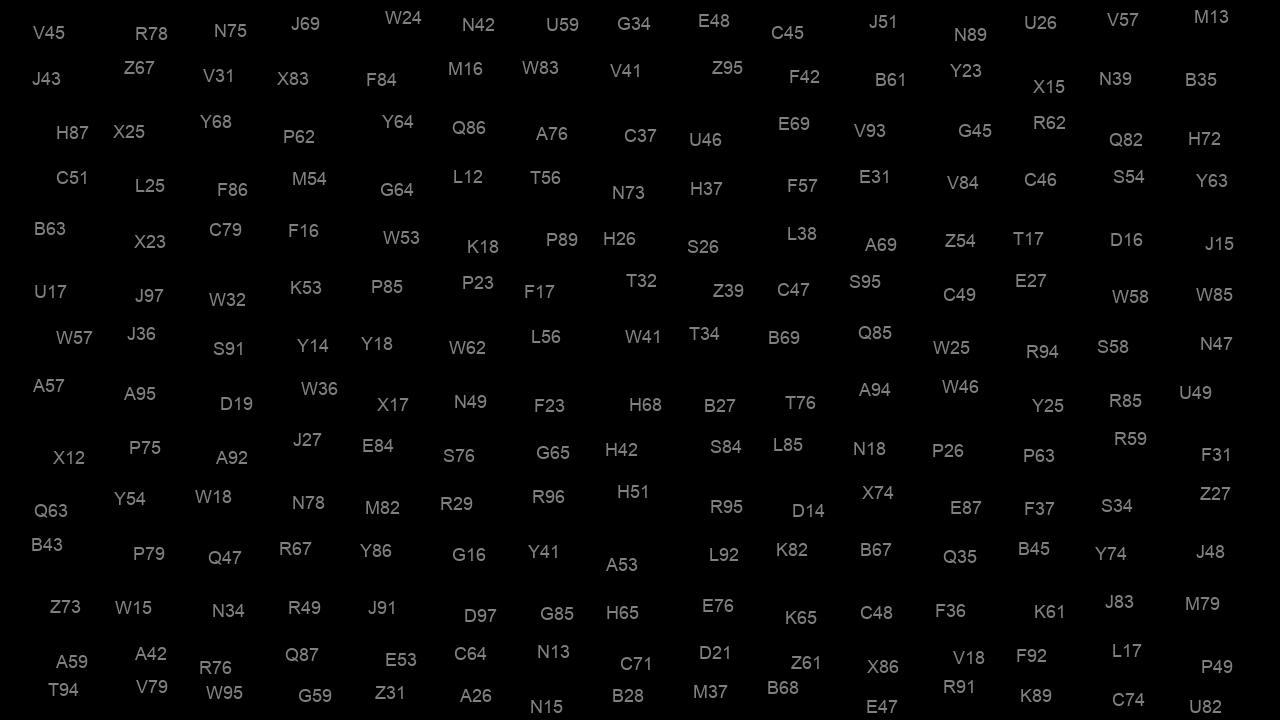 V45 R78 N75 J69 W24 N42 U59 G34 E48 C45 J51 N89 U26 V57 M13
J43 Z67 V31 X83 F84 M16 W83 V41 Z95 F42 B61 Y23 X15 N39 B35
H87 X25 Y68 P62 Y64 Q86 A76 C37 U46 E69 V93 G45 R62 Q82 H72
C51 L25 F86 M54 G64 L12 T56 N73 H37 F57 E31 V84 C46 S54 Y63
B63 X23 C79 F16 W53 K18 P89 H26 S26 L38 A69 Z54 T17 D16 J15
U17 J97 W32 K53 P85 P23 F17 T32 Z39 C47 S95 C49 E27 W58 W85
W57 J36 S91 Y14 Y18 W62 L56 W41 T34 B69 Q85 W25 R94 S58 N47
A57 A95 D19 W36 X17 N49 F23 H68 B27 T76 A94 W46 Y25 R85 U49
X12 P75 A92 J27 E84 S76 G65 H42 S84 L85 N18 P26 P63 R59 F31
Q63 Y54 W18 N78 M82 R29 R96 H51 R95 D14 X74 E87 F37 S34 Z27
B43 P79 Q47 R67 Y86 G16 Y41 A53 L92 K82 B67 Q35 B45 Y74 J48
Z73 W15 N34 R49 J91 D97 G85 H65 E76 K65 C48 F36 K61 J83 M79
A59 A42 R76 Q87 E53 C64 N13 C71 D21 Z61 X86 V18 F92 L17 P49
T94 V79 W95 G59 Z31 A26 N15 B28 M37 B68 E47 R91 K89 C74 U82